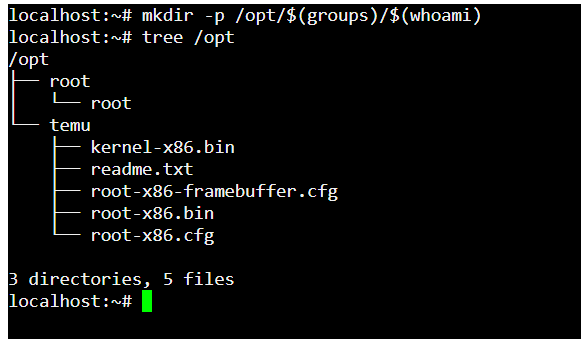 localhost:~# mkdir -p /opt/$(groups)/$(whoami)
localhost:~# tree /opt
/opt
├── root
│   └── root
└── temu
    ├── kernel-x86.bin
    ├── readme.txt
    ├── root-x86-framebuffer.cfg
    ├── root-x86.bin
    └── root-x86.cfg

3 directories, 5 files
localhost:~#